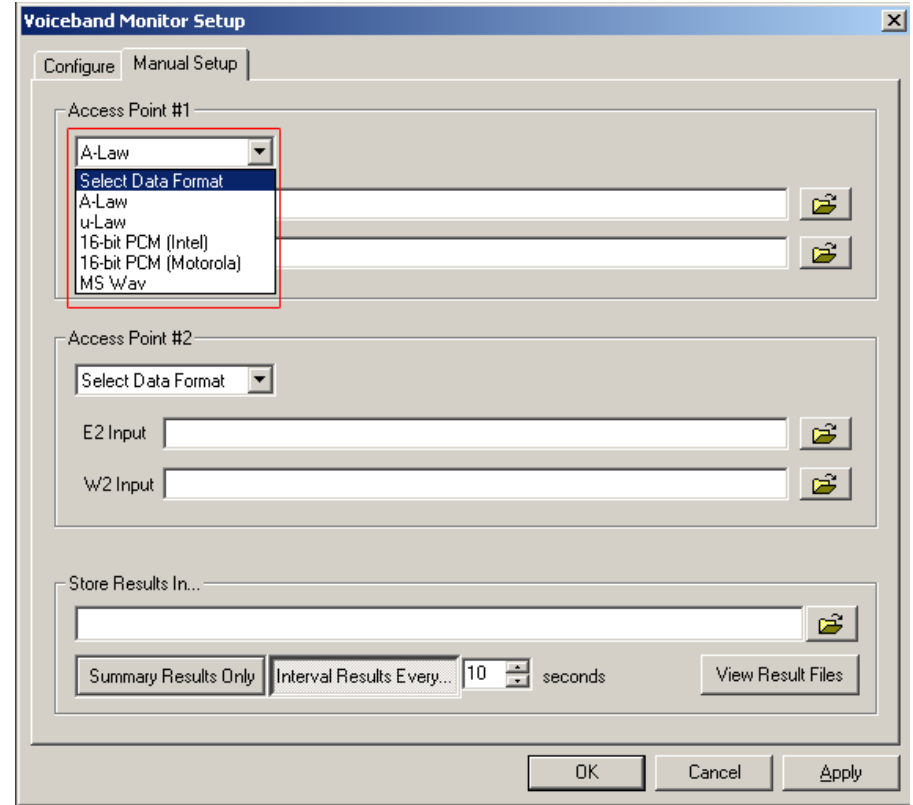 Voiceband Monitor Setup
Configure
Manual Setup
Access Point #1
A-Law
Select Data Format
A-Law
u-Law
16-bit PCM (Intel)
16-bit PCM (Motorola)
MS Wav
Access Point #2
Select Data Format
E2 Input
W2 Input
Store Results In...
Summary Results Only
Interval Results Every...
10
seconds
View Result Files
OK
Cancel
Apply